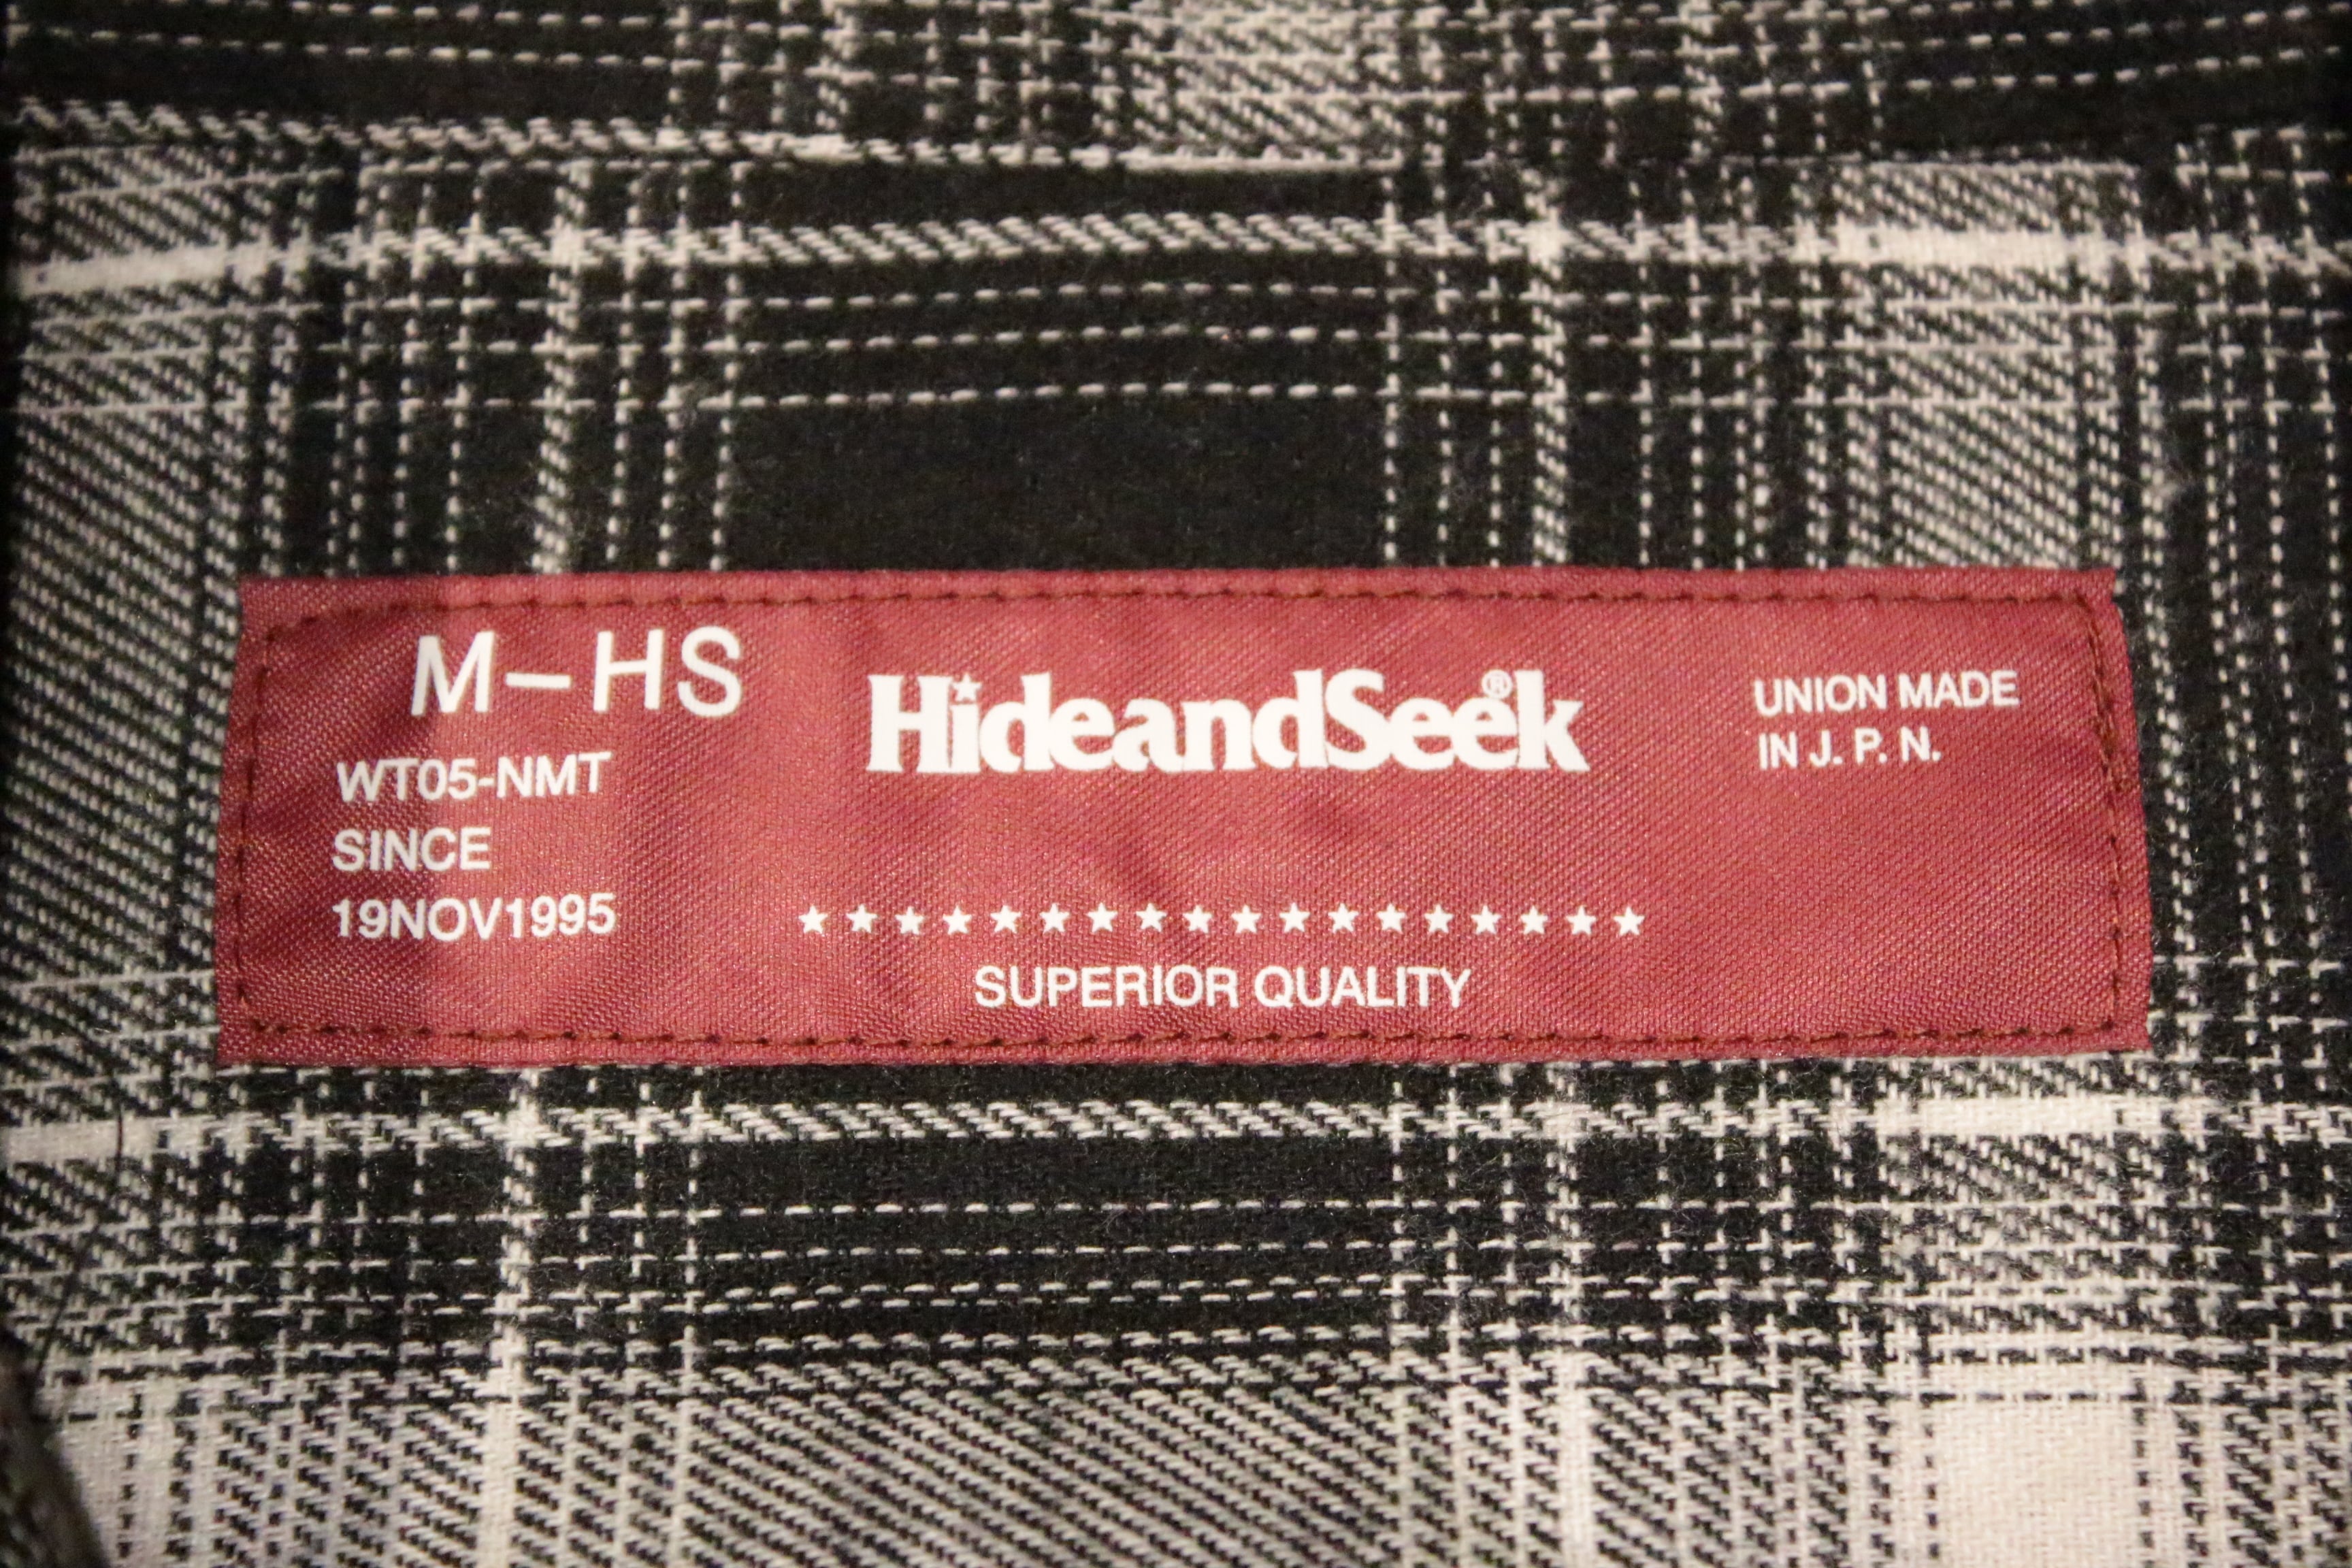 M-HS
WT05-NMT
SINCE
19NOV1995
HideandSeek®
★★★★★★★★★★★★★★★★★★
SUPERIOR QUALITY
UNION MADE
IN J. P. N.